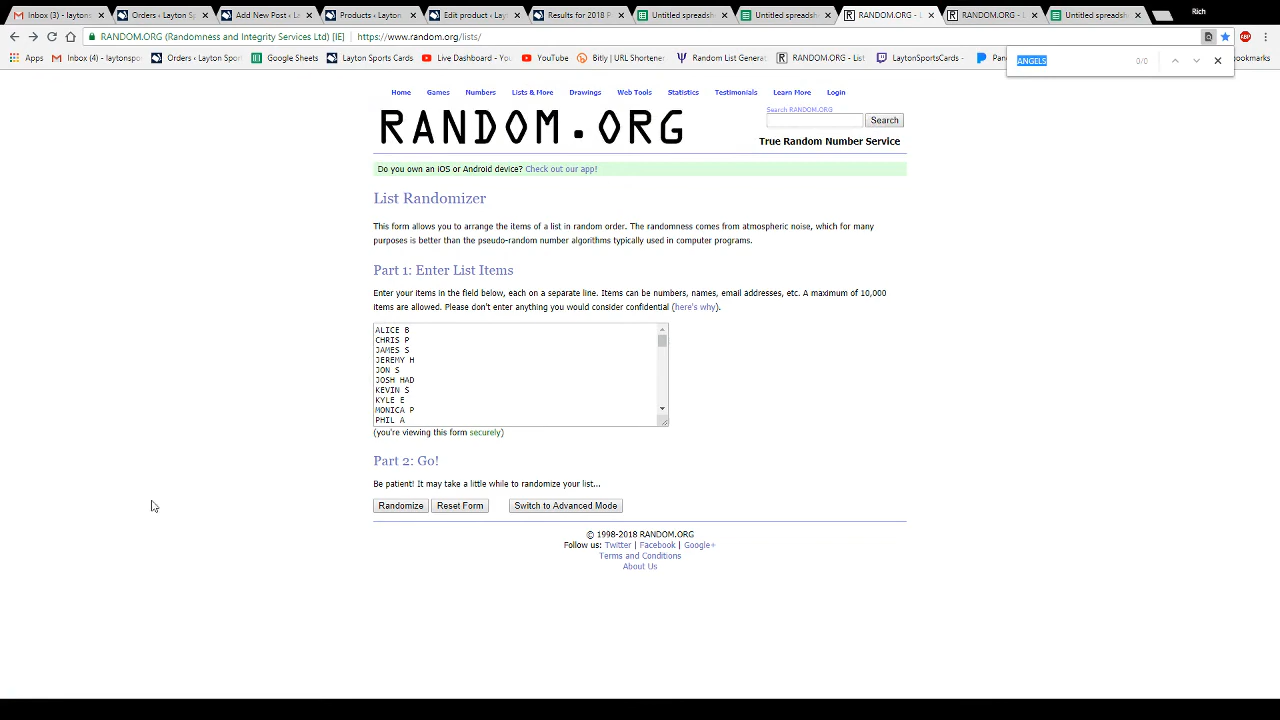 Inbox (3) - laytons
Orders ‹ Layton Sp
Add New Post ‹ L
Products ‹ Layton
Edit product ‹ Layt
Results for 2018 P
Untitled spreadshe
Untitled spreadshe
RANDOM.ORG - L
RANDOM.ORG - L
Untitled spreadshe
Rich
RANDOM.ORG (Randomness and Integrity Services Ltd) [IE] https://www.random.org/lists/
Apps Inbox (4) - laytonspo Orders ‹ Layton Spor Google Sheets Layton Sports Cards Live Dashboard - You YouTube Bitly | URL Shortener Random List Generat RANDOM.ORG - List LaytonSportsCards - Pan okmarks
ANGELS 0/0
Home Games Numbers Lists & More Drawings Web Tools Statistics Testimonials Learn More Login
RANDOM.ORG
Search RANDOM.ORG
Search
True Random Number Service
Do you own an iOS or Android device? Check out our app!
List Randomizer
This form allows you to arrange the items of a list in random order. The randomness comes from atmospheric noise, which for many
purposes is better than the pseudo-random number algorithms typically used in computer programs.
Part 1: Enter List Items
Enter your items in the field below, each on a separate line. Items can be numbers, names, email addresses, etc. A maximum of 10,000
items are allowed. Please don't enter anything you would consider confidential (here's why).
ALICE B
CHRIS P
JAMES S
JEREMY H
JON S
JOSH HAD
KEVIN S
KYLE E
MONICA P
PHIL A
(you're viewing this form securely)
Part 2: Go!
Be patient! It may take a little while to randomize your list...
Randomize Reset Form Switch to Advanced Mode
© 1998-2018 RANDOM.ORG
Follow us: Twitter | Facebook | Google+
Terms and Conditions
About Us